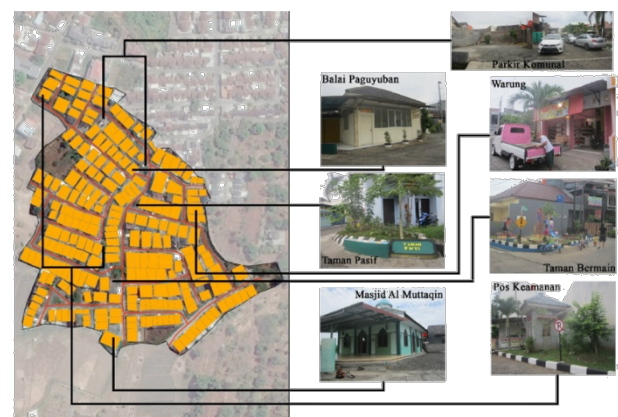 Parkir Komunal
Balai Paguyuban
Warung
Taman Pasif
Taman Bermain
Masjid Al Muttaqin
Pos Keamanan